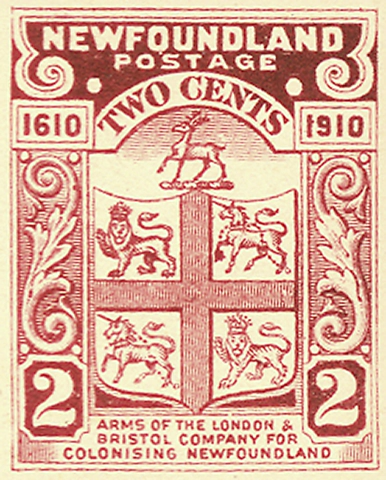 NEWFOUNDLAND
POSTAGE
TWO CENTS
1610 1910
2 2
ARMS OF THE LONDON &
BRISTOL COMPANY FOR
COLONISING NEWFOUNDLAND